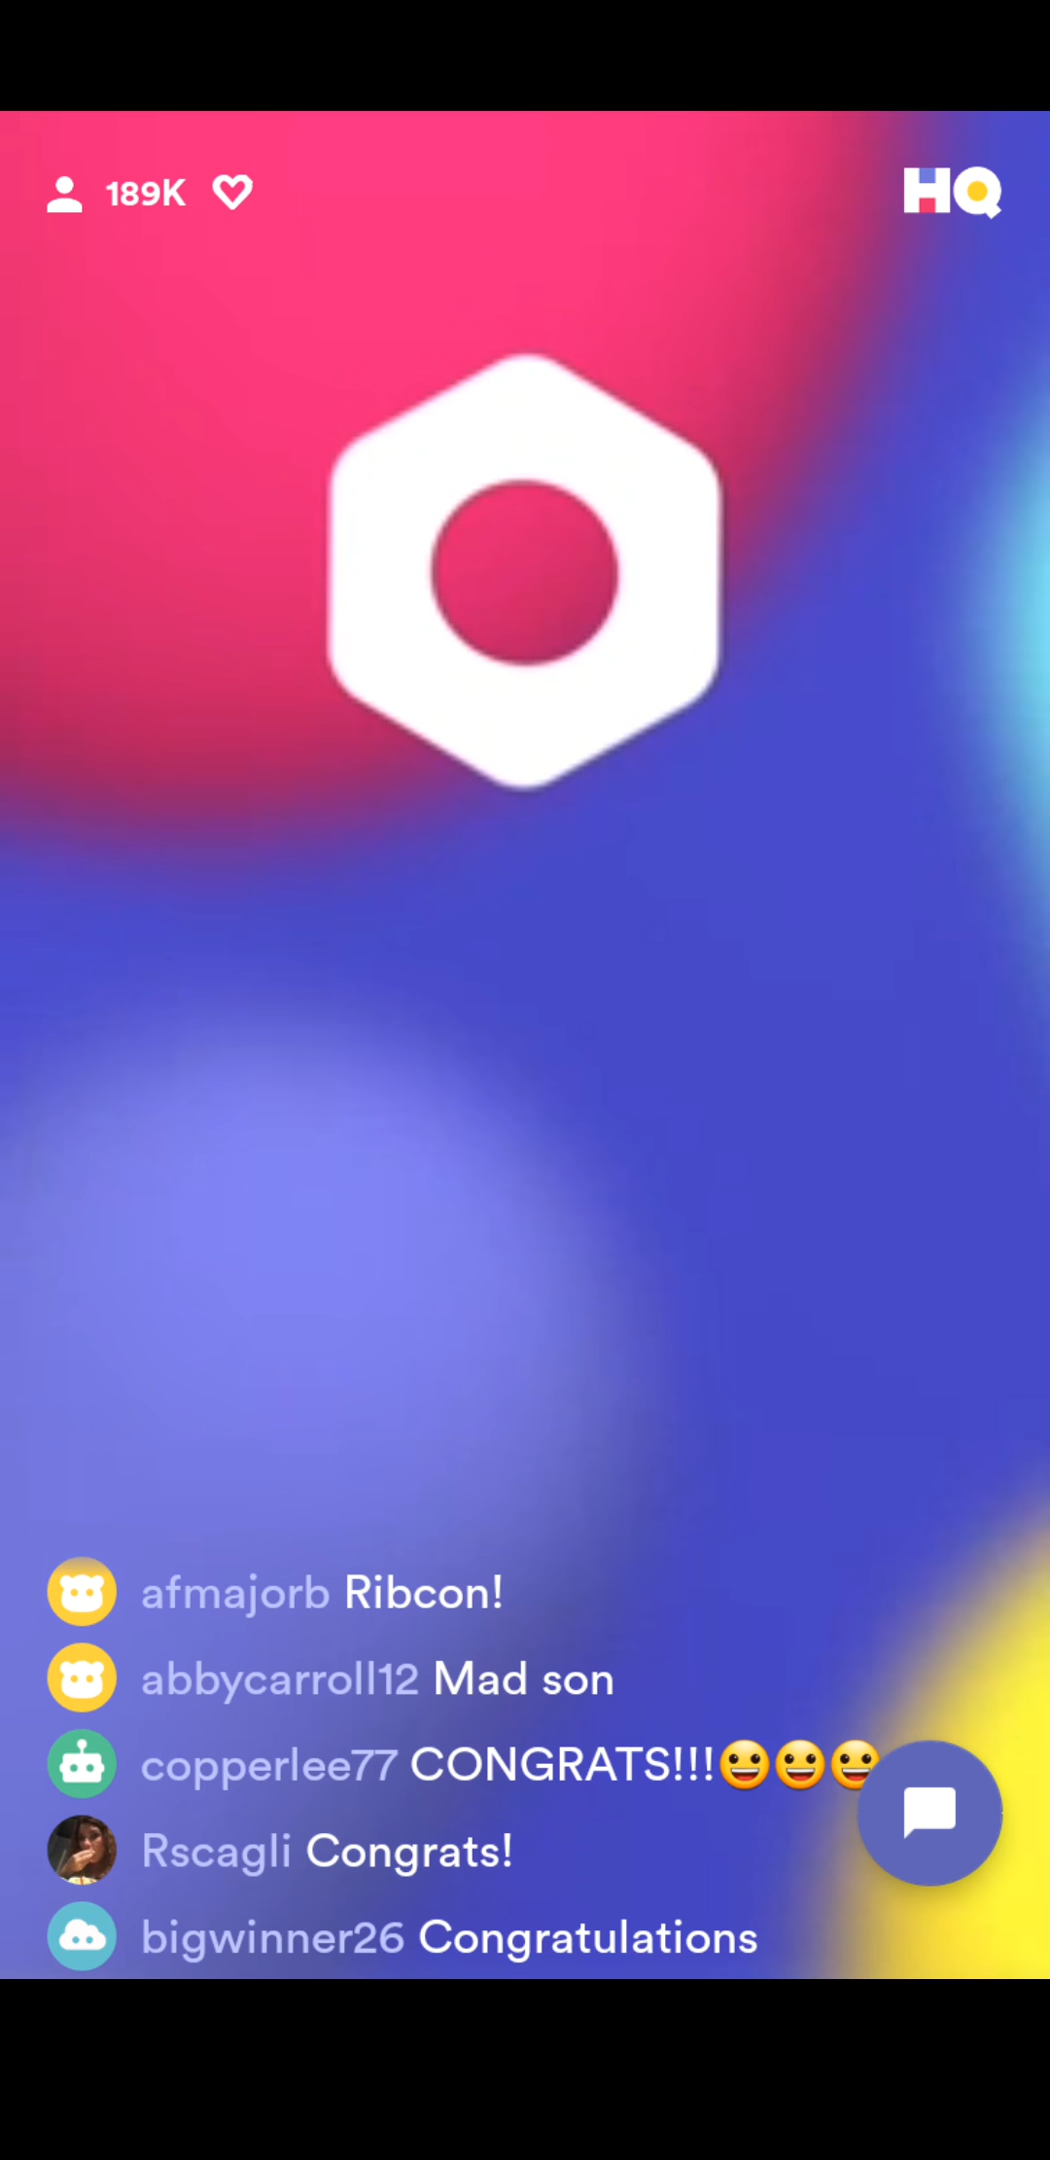 189K
HQ
afmajorb Ribcon!
abbycarroll12 Mad son
copperlee77 CONGRATS!!!😀😀😀
Rscagli Congrats!
bigwinner26 Congratulations